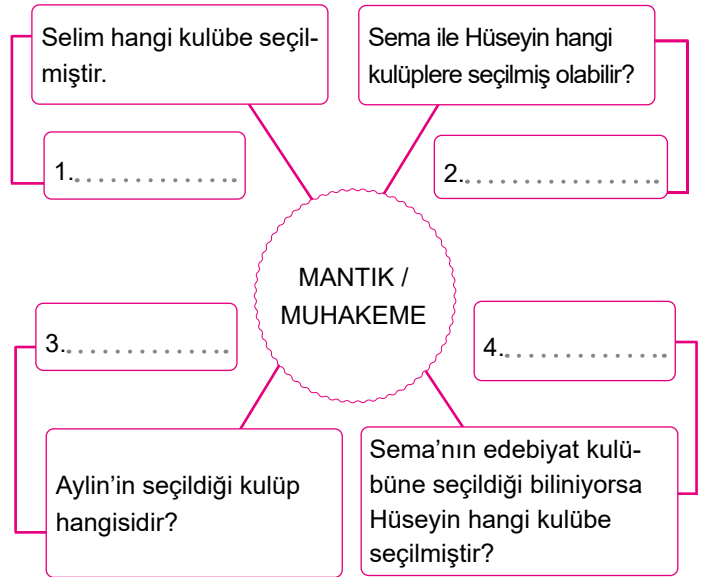 Selim hangi kulübe seçil-
miştir.
Sema ile Hüseyin hangi
kulüplere seçilmiş olabilir?
1. . . . . . . . . . . . . . .
2. . . . . . . . . . . . . . . . . .
MANTIK /
MUHAKEME
3. . . . . . . . . . . . . . .
4. . . . . . . . . . . . . . .
Aylin’in seçildiği kulüp
hangisidir?
Sema’nın edebiyat kulü-
büne seçildiği biliniyorsa
Hüseyin hangi kulübe
seçilmiştir?